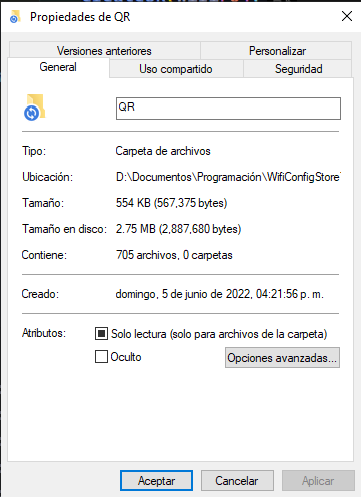 Propiedades de QR
Versiones anteriores Personalizar
General Uso compartido Seguridad
QR
Tipo: Carpeta de archivos
Ubicación: D:\Documentos\Programación\WifiConfigStore
Tamaño: 554 KB (567,375 bytes)
Tamaño en disco: 2.75 MB (2,887,680 bytes)
Contiene: 705 archivos, 0 carpetas
Creado: domingo, 5 de junio de 2022, 04:21:56 p. m.
Atributos: Solo lectura (solo para archivos de la carpeta)
Oculto Opciones avanzadas...
Aceptar Cancelar Aplicar